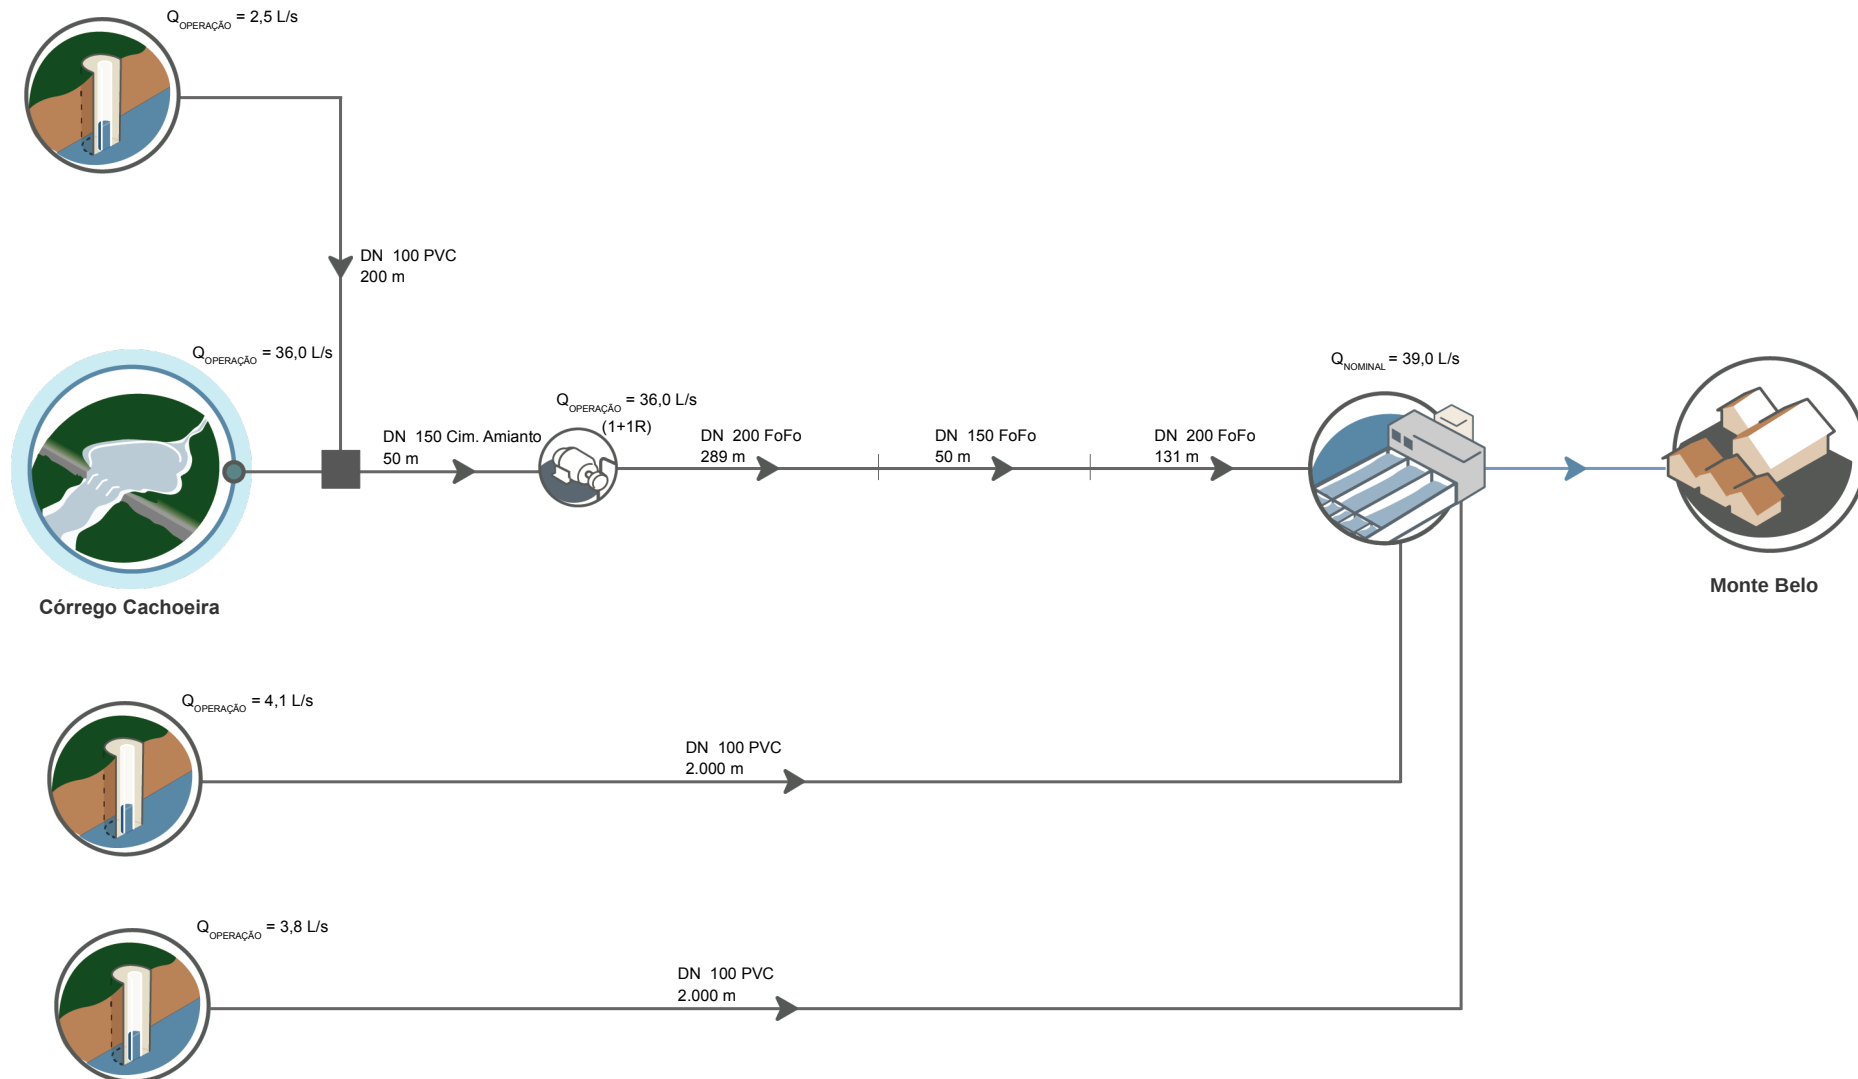 QOPERAÇÃO = 2,5 L/s
DN 100 PVC
200 m
QOPERAÇÃO = 36,0 L/s
Córrego Cachoeira
DN 150 Cim. Amianto
50 m
QOPERAÇÃO = 36,0 L/s
(1+1R)
DN 200 FoFo
289 m
DN 150 FoFo
50 m
DN 200 FoFo
131 m
QNOMINAL = 39,0 L/s
Monte Belo
QOPERAÇÃO = 4,1 L/s
DN 100 PVC
2.000 m
QOPERAÇÃO = 3,8 L/s
DN 100 PVC
2.000 m